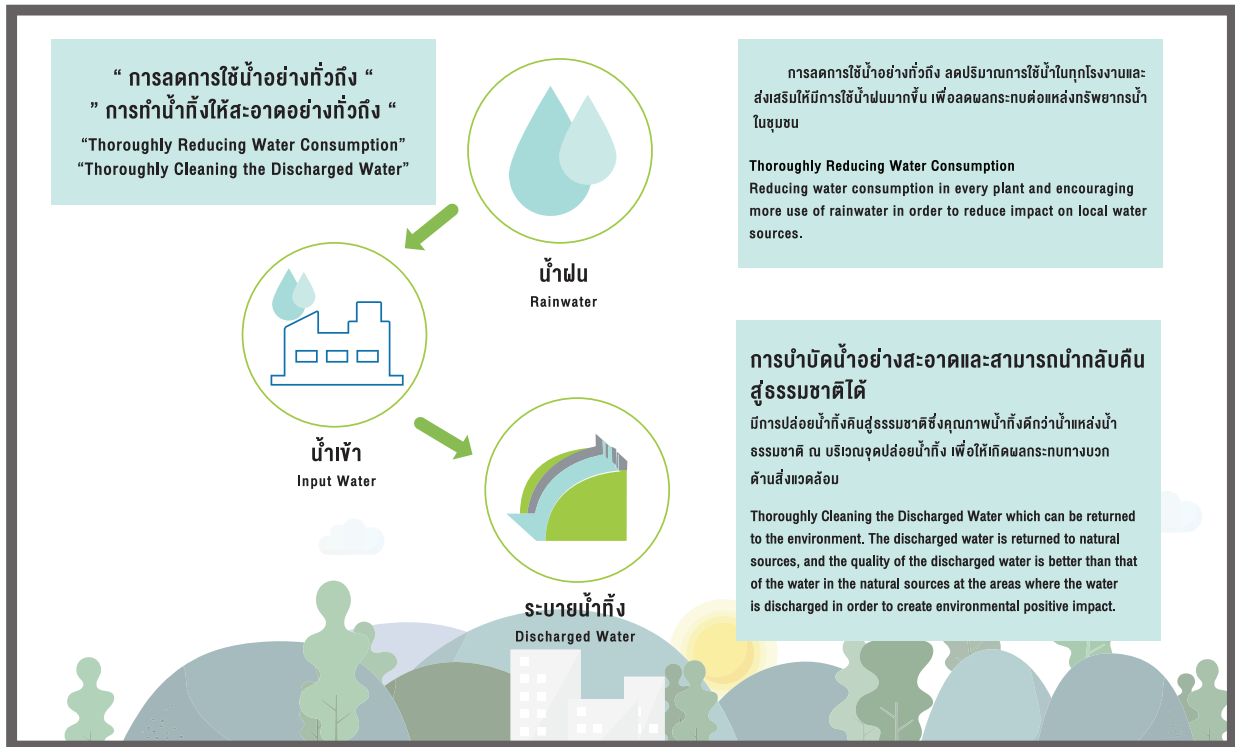 “ การลดการใช้น้ำอย่างทั่วถึง “
” การทำน้ำทิ้งให้สะอาดอย่างทั่วถึง “
“Thoroughly Reducing Water Consumption”
“Thoroughly Cleaning the Discharged Water”
น้ำฝน
Rainwater
น้ำเข้า
Input Water
ระบายน้ำทิ้ง
Discharged Water
การลดการใช้น้ำอย่างทั่วถึง ลดปริมาณการใช้น้ำในทุกโรงงานและ
ส่งเสริมให้มีการใช้น้ำฝนมากขึ้น เพื่อลดผลกระทบต่อแหล่งทรัพยากรน้ำ
ในชุมชน
Thoroughly Reducing Water Consumption
Reducing water consumption in every plant and encouraging
more use of rainwater in order to reduce impact on local water
sources.
การบำบัดน้ำอย่างสะอาดและสามารถนำกลับคืน
สู่ธรรมชาติได้
มีการปล่อยน้ำทิ้งคืนสู่ธรรมชาติซึ่งคุณภาพน้ำทิ้งดีกว่าน้ำแหล่งน้ำ
ธรรมชาติ ณ บริเวณจุดปล่อยน้ำทิ้ง เพื่อให้เกิดผลกระทบทางบวก
ด้านสิ่งแวดล้อม
Thoroughly Cleaning the Discharged Water which can be returned
to the environment. The discharged water is returned to natural
sources, and the quality of the discharged water is better than that
of the water in the natural sources at the areas where the water
is discharged in order to create environmental positive impact.